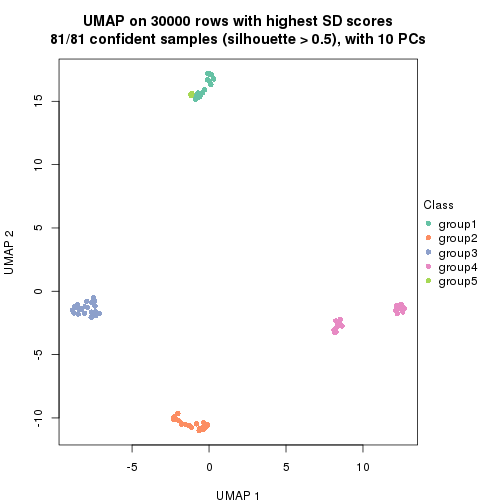 UMAP on 30000 rows with highest SD scores
81/81 confident samples (silhouette > 0.5), with 10 PCs
15
10
5
0
-5
-10
UMAP 2
-5
0
5
10
UMAP 1
Class
group1
group2
group3
group4
group5